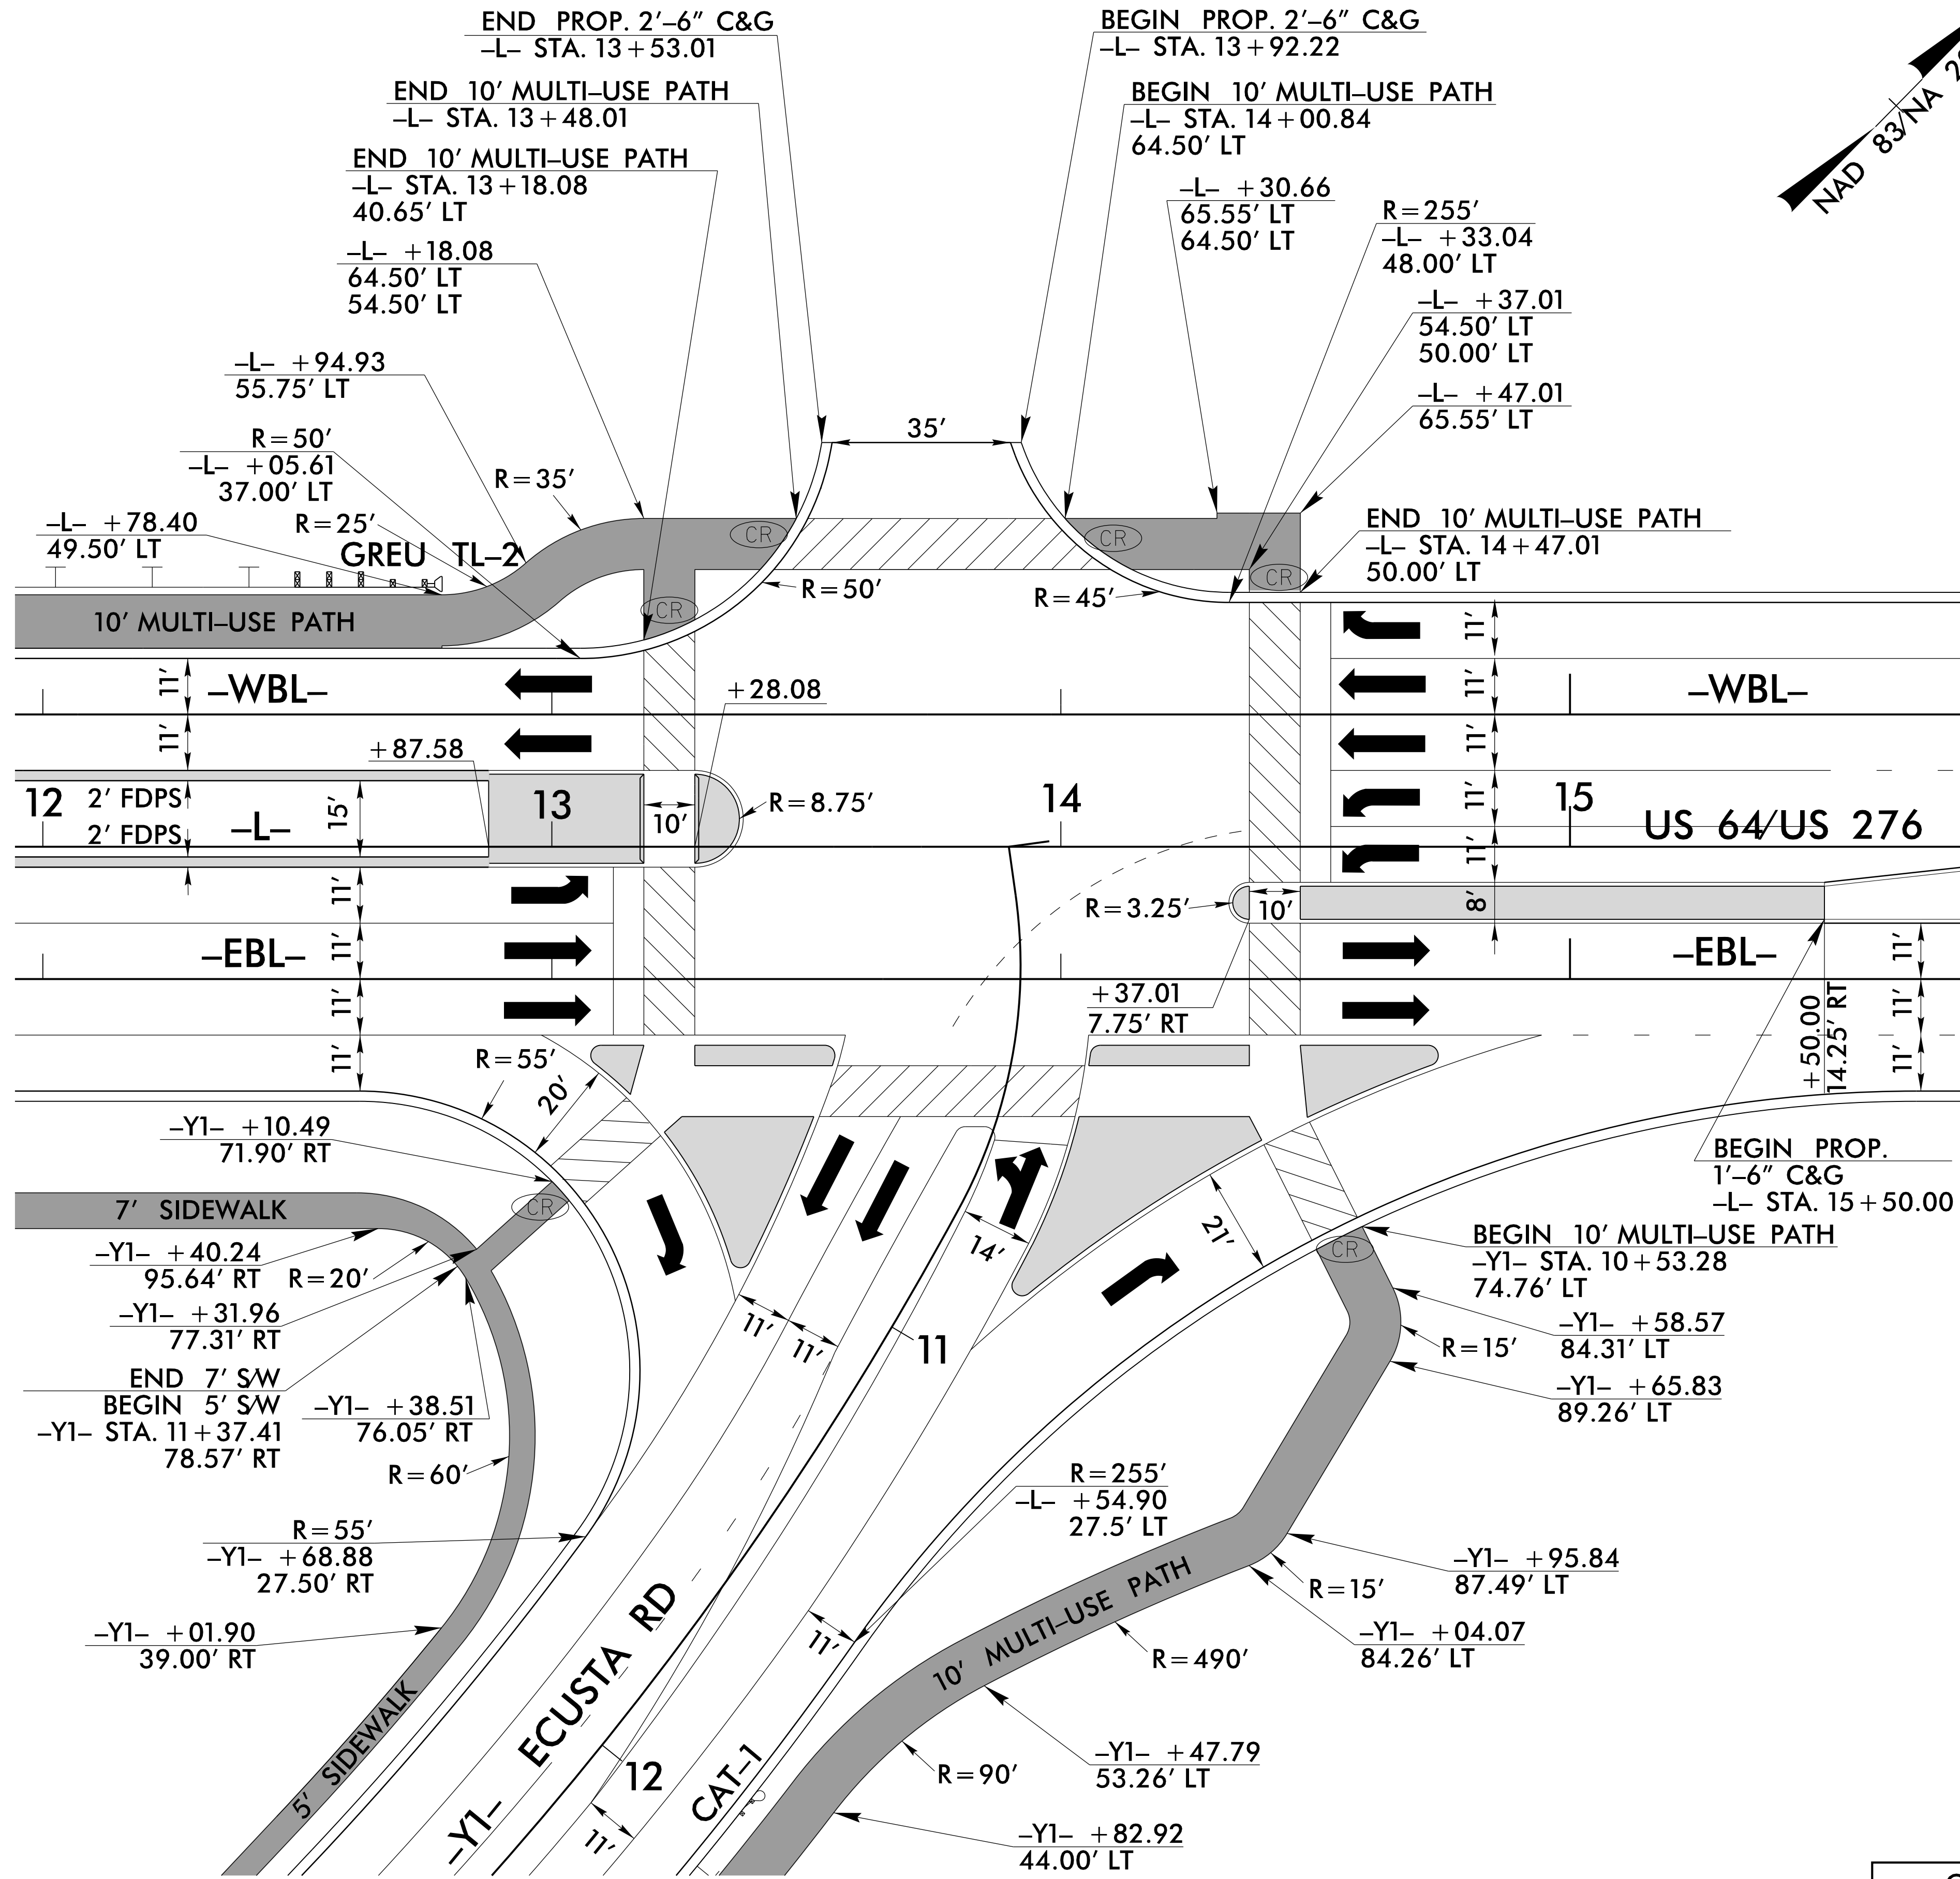 END PROP. 2'–6" C&G
–L– STA. 13+53.01
BEGIN PROP. 2'–6" C&G
–L– STA. 13+92.22
END 10' MULTI–USE PATH
–L– STA. 13+48.01
BEGIN 10' MULTI–USE PATH
–L– STA. 14+00.84
64.50' LT
END 10' MULTI–USE PATH
–L– STA. 13+18.08
40.65' LT
NAD 83/NA
–L– +30.66
65.55' LT
64.50' LT
R=255'
–L– +33.04
48.00' LT
–L– +18.08
64.50' LT
54.50' LT
–L– +37.01
54.50' LT
50.00' LT
–L– +94.93
55.75' LT
–L– +47.01
65.55' LT
R=50'
–L– +05.61
37.00' LT
35'
R=35'
R=25'
–L– +78.40
49.50' LT
GREU TL–2
CR
CR
END 10' MULTI–USE PATH
–L– STA. 14+47.01
50.00' LT
CR
CR
R=50'
R=45'
10' MULTI–USE PATH
11'
11'
–WBL–
11'
–WBL–
+28.08
11'
11'
+87.58
12
2' FDPS
2' FDPS
–L–
15'
13
10'
R=8.75'
14
11'
15
US 64/US 276
11'
11'
R=3.25'
10'
8'
–EBL–
11'
–EBL–
11'
+37.01
7.75' RT
11'
11'
11'
11'
+50.00
14.25' RT
R=55'
20'
–Y1– +10.49
71.90' RT
BEGIN PROP.
1'–6" C&G
–L– STA. 15+50.00
7' SIDEWALK
CR
21'
14'
–Y1– +40.24
95.64' RT
R=20'
CR
BEGIN 10' MULTI–USE PATH
–Y1– STA. 10+53.28
74.76' LT
–Y1– +31.96
77.31' RT
11'
11'
11
–Y1– +58.57
84.31' LT
R=15'
END 7' S/W
BEGIN 5' S/W
–Y1– STA. 11+37.41
78.57' RT
–Y1– +38.51
76.05' RT
–Y1– +65.83
89.26' LT
R=60'
R=255'
–L– +54.90
27.5' LT
R=55'
–Y1– +68.88
27.50' RT
–Y1– +95.84
87.49' LT
R=15'
–Y1– +01.90
39.00' RT
11'
10' MULTI–USE PATH
R=490'
–Y1– +04.07
84.26' LT
5' SIDEWALK
–Y1– ECUSTA RD
12
CAT–1
11'
R=90'
–Y1– +47.79
53.26' LT
–Y1– +82.92
44.00' LT